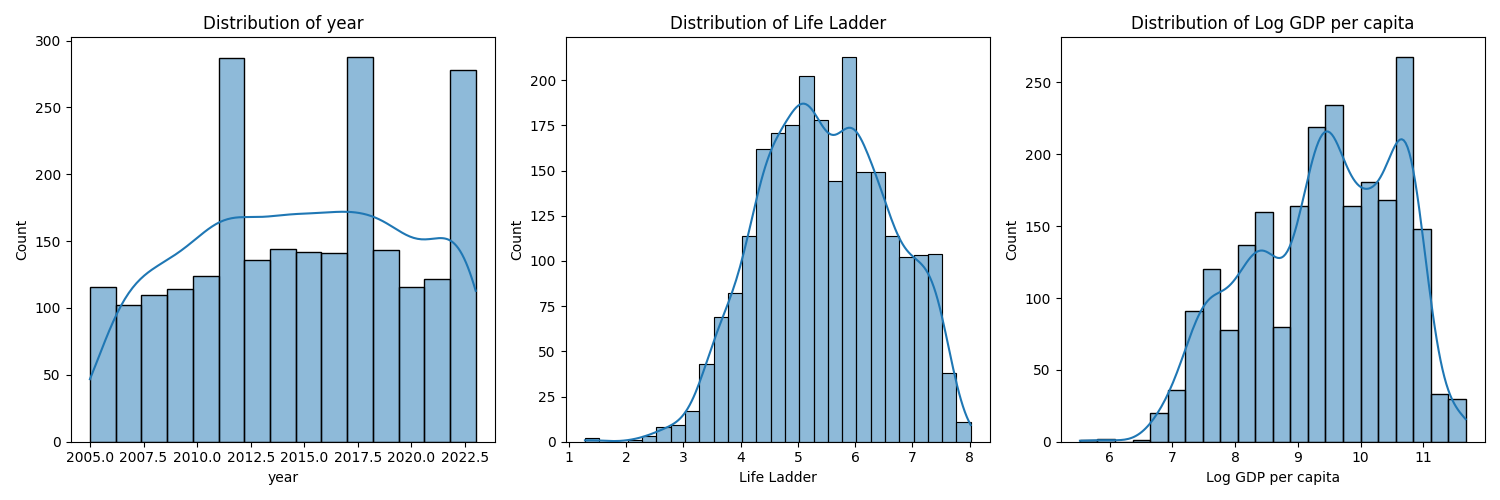 Distribution of year
300
250
200
150
100
50
0
Count
2005.0 2007.5 2010.0 2012.5 2015.0 2017.5 2020.0 2022.5
year
Distribution of Life Ladder
200
175
150
125
100
75
50
25
0
Count
1 2 3 4 5 6 7 8
Life Ladder
Distribution of Log GDP per capita
250
200
150
100
50
0
Count
6 7 8 9 10 11
Log GDP per capita